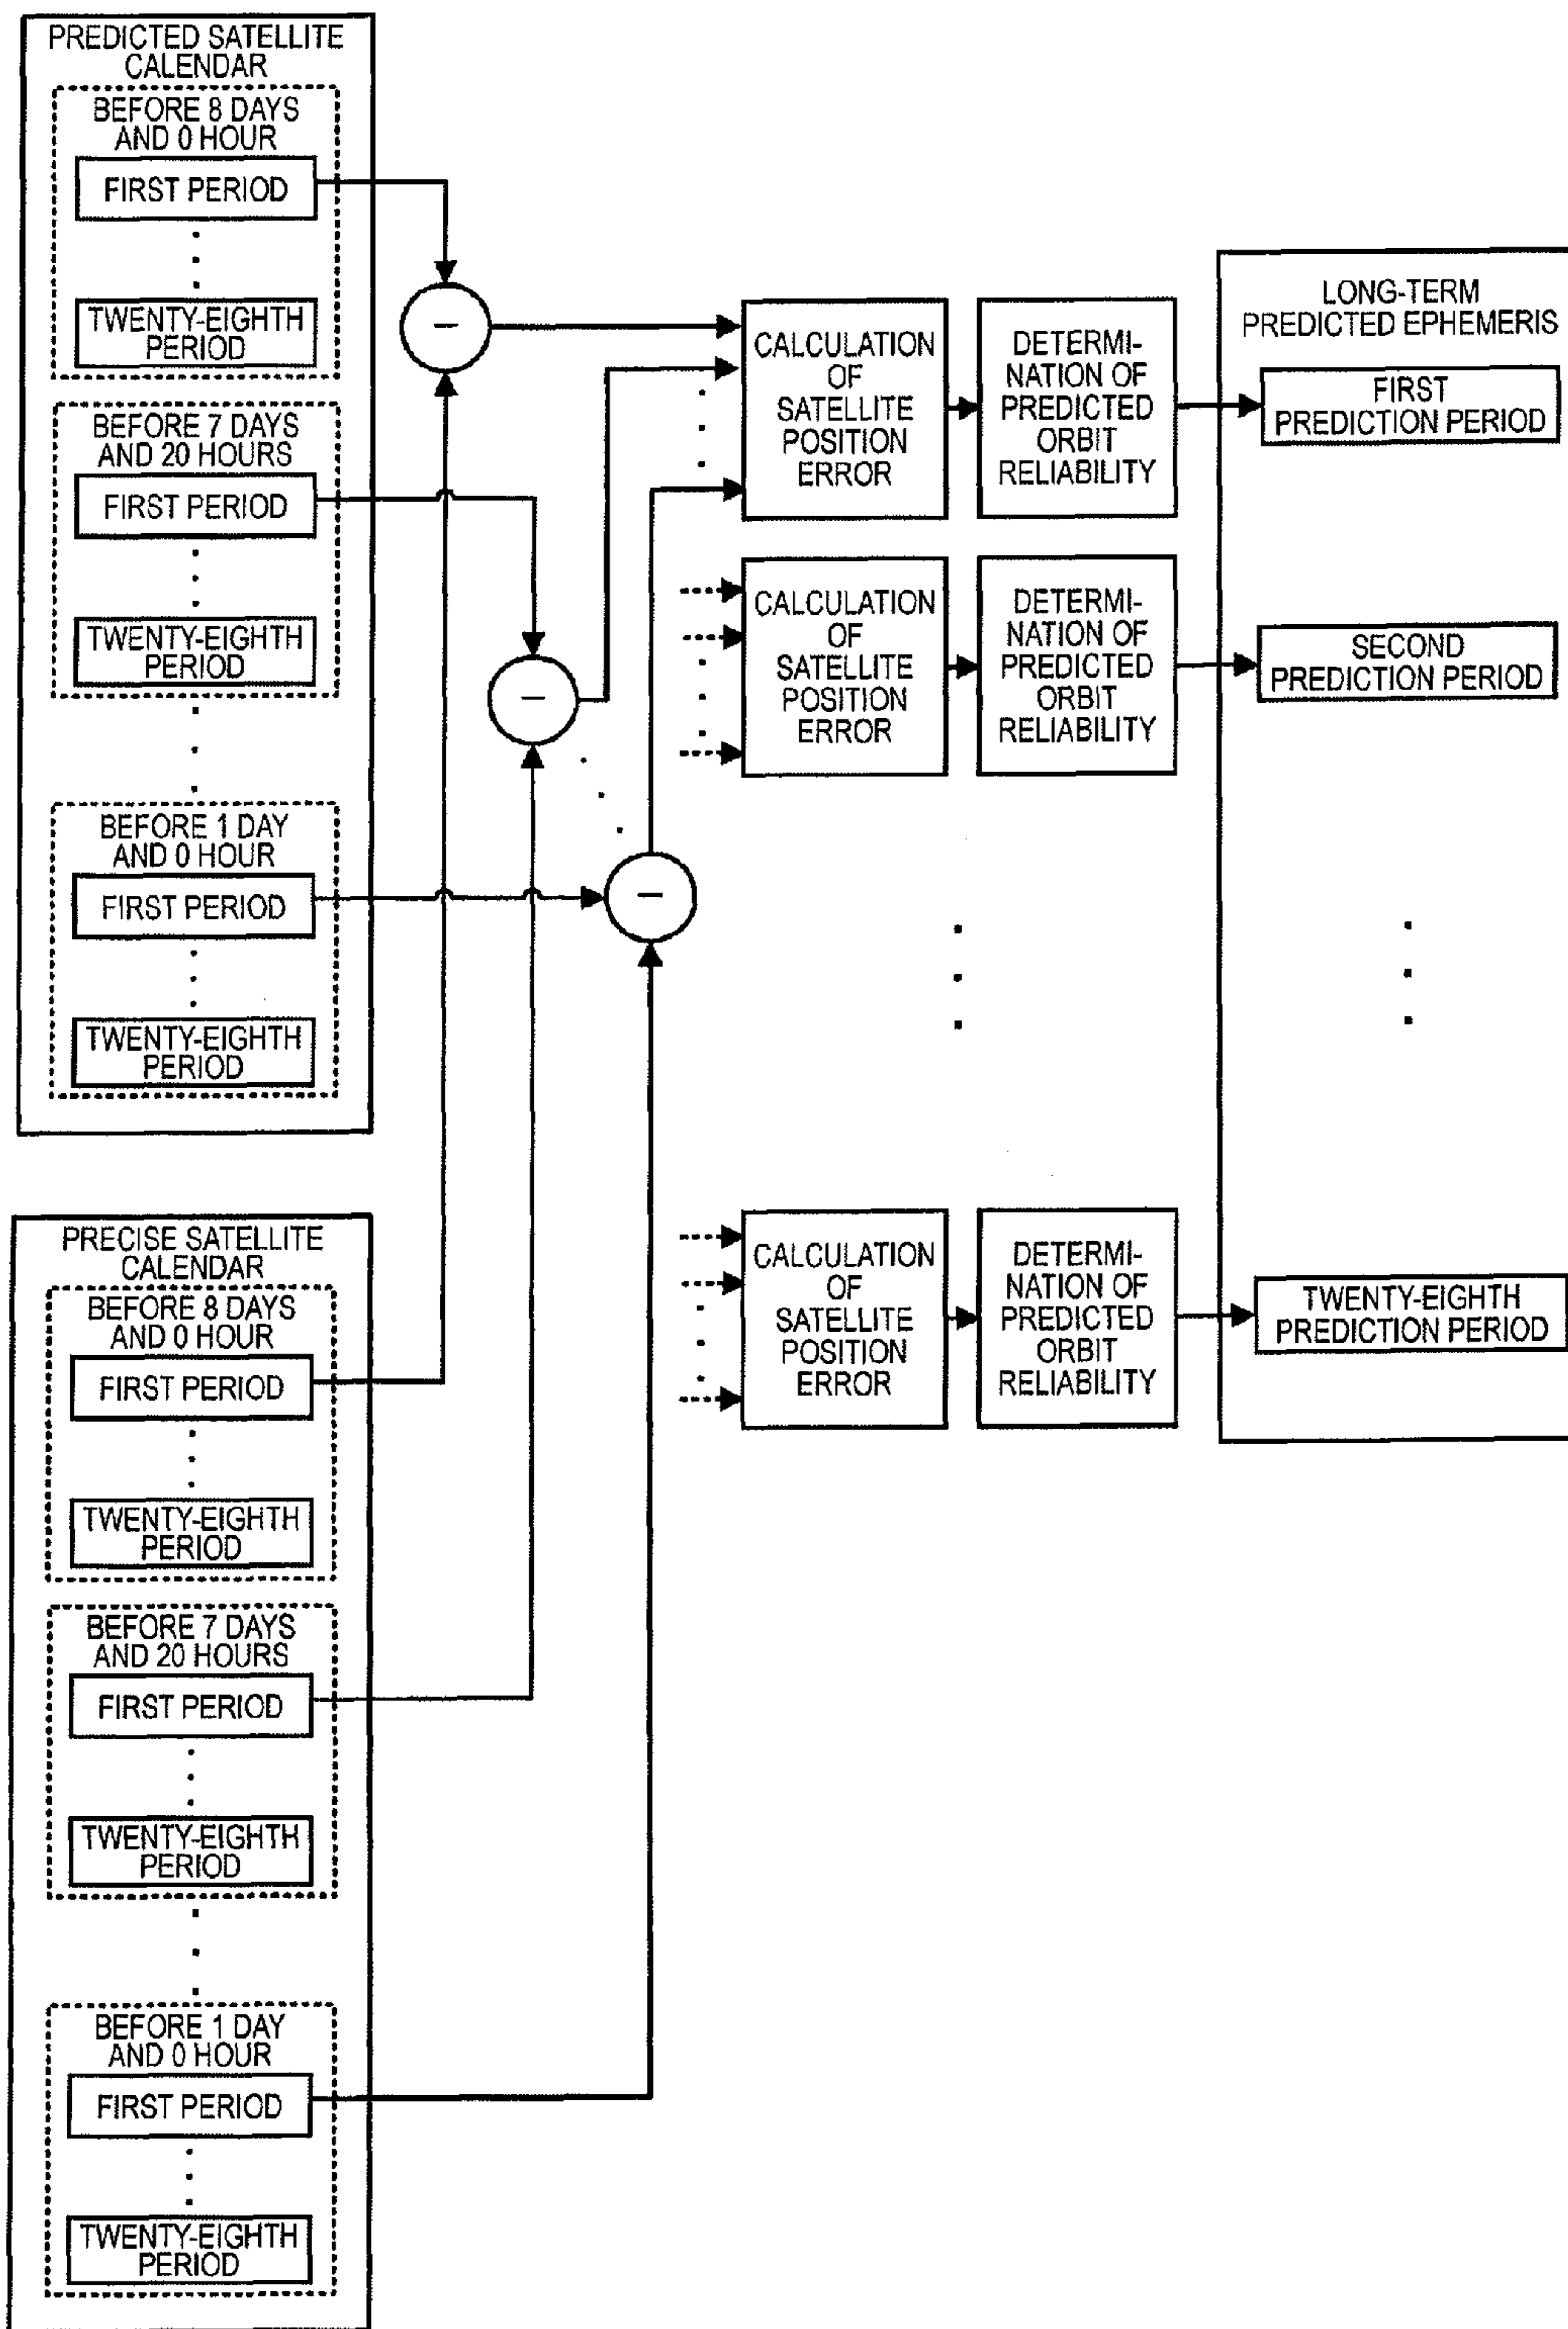 PREDICTED SATELLITE
CALENDAR
BEFORE 8 DAYS
AND 0 HOUR
FIRST PERIOD
TWENTY-EIGHTH
PERIOD
BEFORE 7 DAYS
AND 20 HOURS
FIRST PERIOD
TWENTY-EIGHTH
PERIOD
BEFORE 1 DAY
AND 0 HOUR
FIRST PERIOD
TWENTY-EIGHTH
PERIOD
PRECISE SATELLITE
CALENDAR
BEFORE 8 DAYS
AND 0 HOUR
FIRST PERIOD
TWENTY-EIGHTH
PERIOD
BEFORE 7 DAYS
AND 20 HOURS
FIRST PERIOD
TWENTY-EIGHTH
PERIOD
BEFORE 1 DAY
AND 0 HOUR
FIRST PERIOD
TWENTY-EIGHTH
PERIOD
−
−
−
CALCULATION
OF
SATELLITE
POSITION
ERROR
DETERMI-
NATION OF
PREDICTED
ORBIT
RELIABILITY
CALCULATION
OF
SATELLITE
POSITION
ERROR
DETERMI-
NATION OF
PREDICTED
ORBIT
RELIABILITY
CALCULATION
OF
SATELLITE
POSITION
ERROR
DETERMI-
NATION OF
PREDICTED
ORBIT
RELIABILITY
LONG-TERM
PREDICTED EPHEMERIS
FIRST
PREDICTION PERIOD
SECOND
PREDICTION PERIOD
TWENTY-EIGHTH
PREDICTION PERIOD